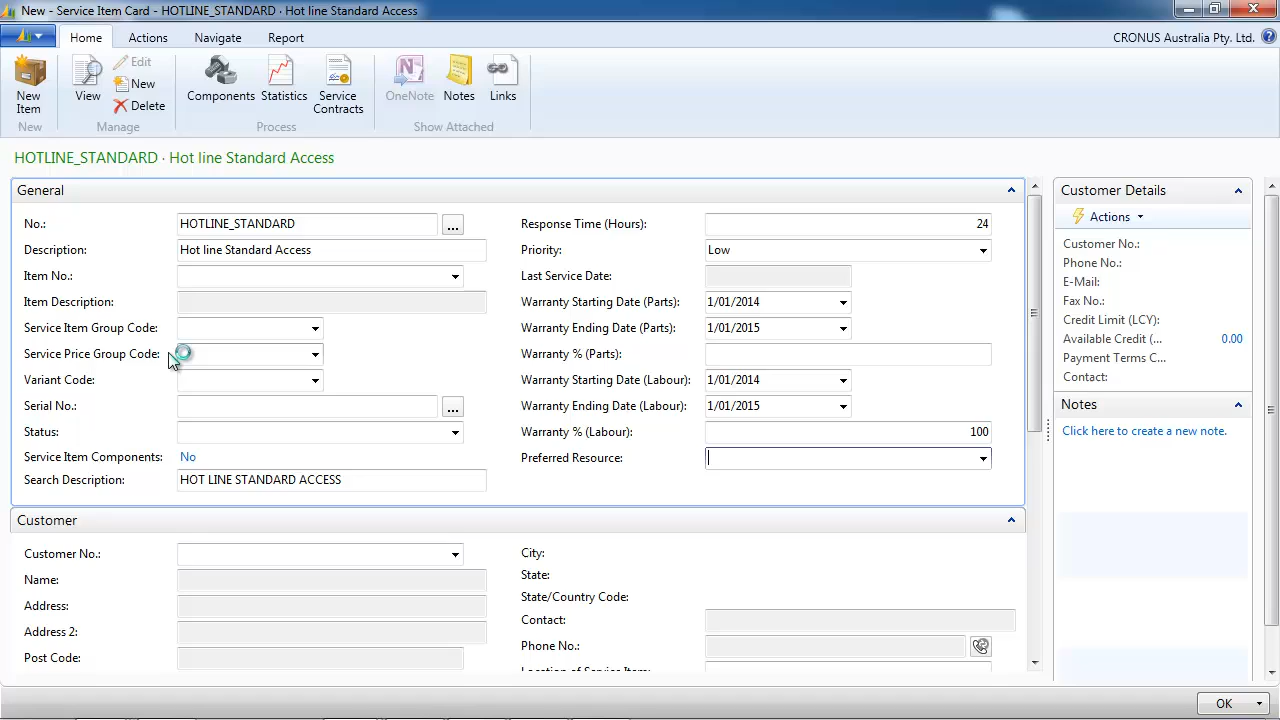 New - Service Item Card - HOTLINE_STANDARD · Hot line Standard Access
Home
Actions
Navigate
Report
CRONUS Australia Pty. Ltd.
New Item
View
Edit
New
Delete
Components
Statistics
Service Contracts
OneNote
Notes
Links
New
Manage
Process
Show Attached
HOTLINE_STANDARD · Hot line Standard Access
General
No.: HOTLINE_STANDARD
Description: Hot line Standard Access
Item No.:
Item Description:
Service Item Group Code:
Service Price Group Code:
Variant Code:
Serial No.:
Status:
Service Item Components: No
Search Description: HOT LINE STANDARD ACCESS
Response Time (Hours): 24
Priority: Low
Last Service Date:
Warranty Starting Date (Parts): 1/01/2014
Warranty Ending Date (Parts): 1/01/2015
Warranty % (Parts):
Warranty Starting Date (Labour): 1/01/2014
Warranty Ending Date (Labour): 1/01/2015
Warranty % (Labour): 100
Preferred Resource:
Customer
Customer No.:
Name:
Address:
Address 2:
Post Code:
City:
State:
State/Country Code:
Contact:
Phone No.:
Location of Service Item:
Customer Details
Actions
Customer No.:
Phone No.:
E-Mail:
Fax No.:
Credit Limit (LCY):
Available Credit (... 0.00
Payment Terms C...
Contact:
Notes
Click here to create a new note.
OK